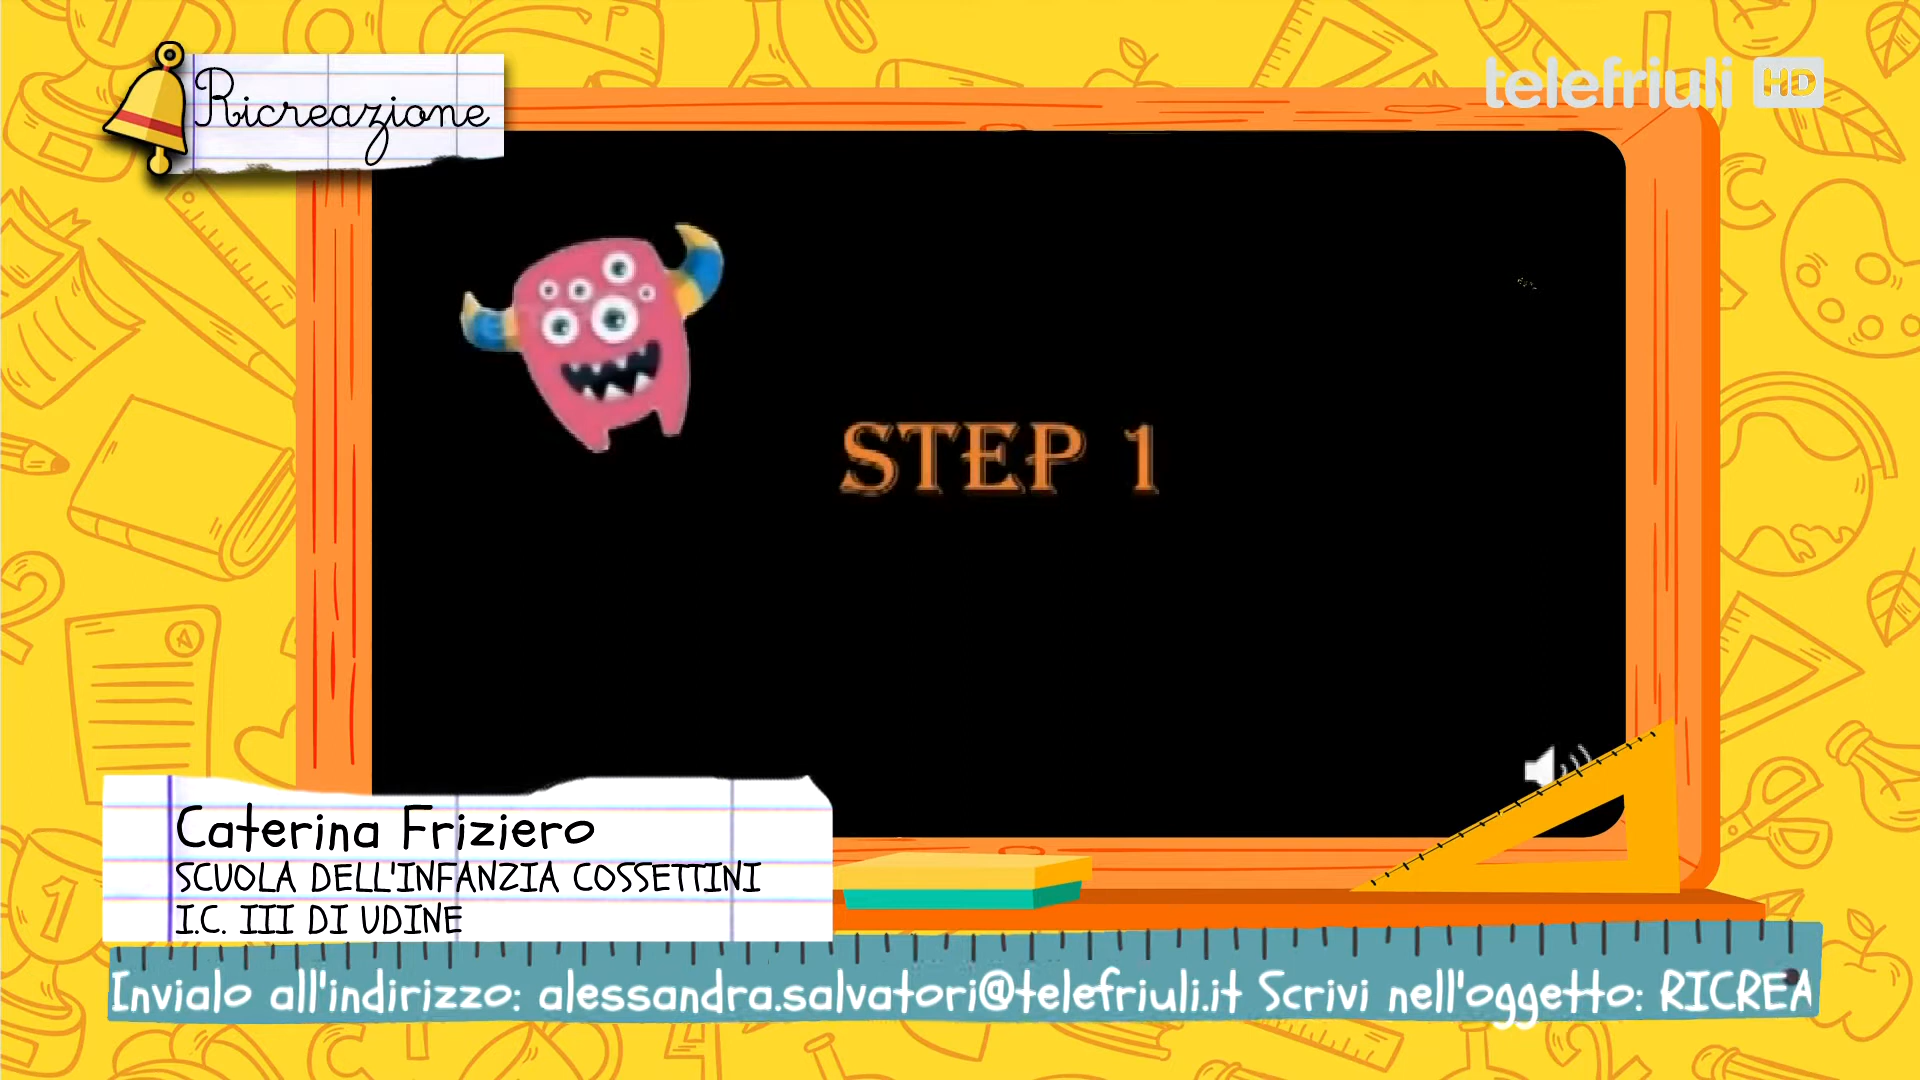 Ricreazione
telefriuli HD
STEP 1
Caterina Friziero
SCUOLA DELL'INFANZIA COSSETTINI
I.C. III DI UDINE
Invialo all'indirizzo: alessandra.salvatori@telefriuli.it Scrivi nell'oggetto: RICREA